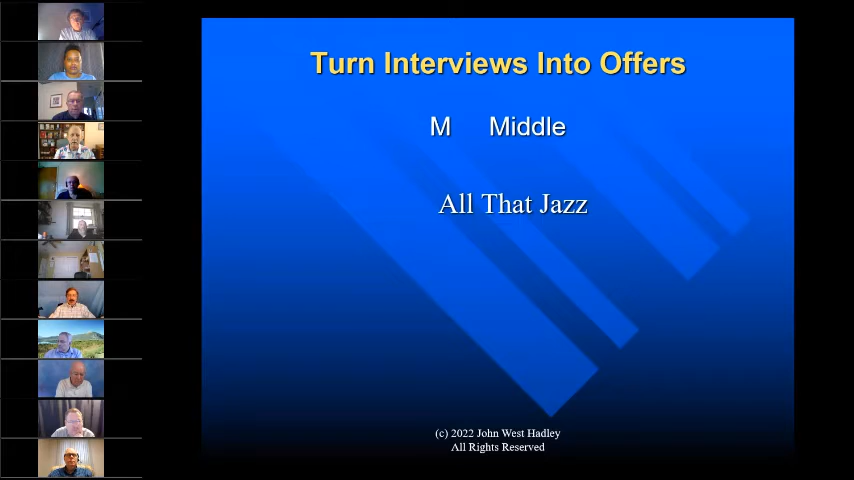 Turn Interviews Into Offers
M Middle
All That Jazz
(c) 2022 John West Hadley
All Rights Reserved